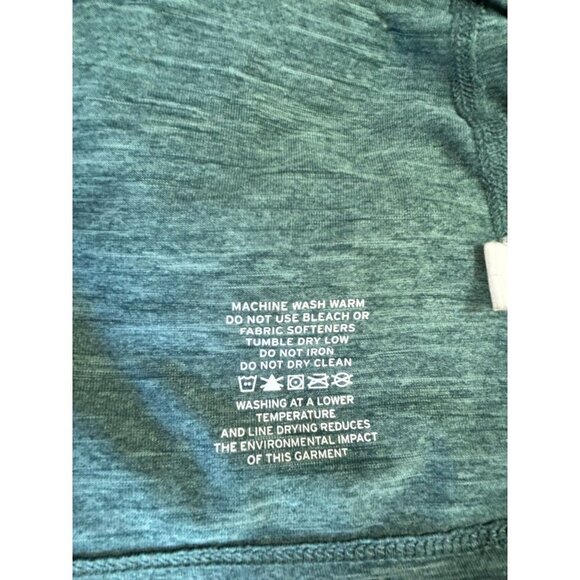 MACHINE WASH WARM
DO NOT USE BLEACH OR
FABRIC SOFTENERS
TUMBLE DRY LOW
DO NOT IRON
DO NOT DRY CLEAN
WASHING AT A LOWER
TEMPERATURE
AND LINE DRYING REDUCES
THE ENVIRONMENTAL IMPACT
OF THIS GARMENT